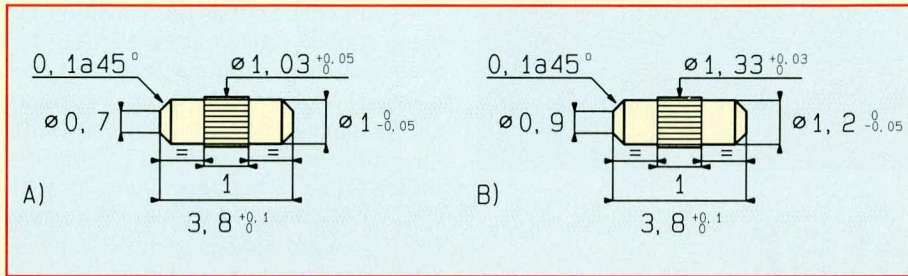 0, 1a45° ø1, 03 +0,05 0
ø0, 7 ø1 0 -0,05
= =
1
A)
3, 8 +0,1 0
0, 1a45° ø1, 33 +0,03 0
ø0, 9 ø1, 2 0 -0,05
= =
1
B)
3, 8 +0,1 0